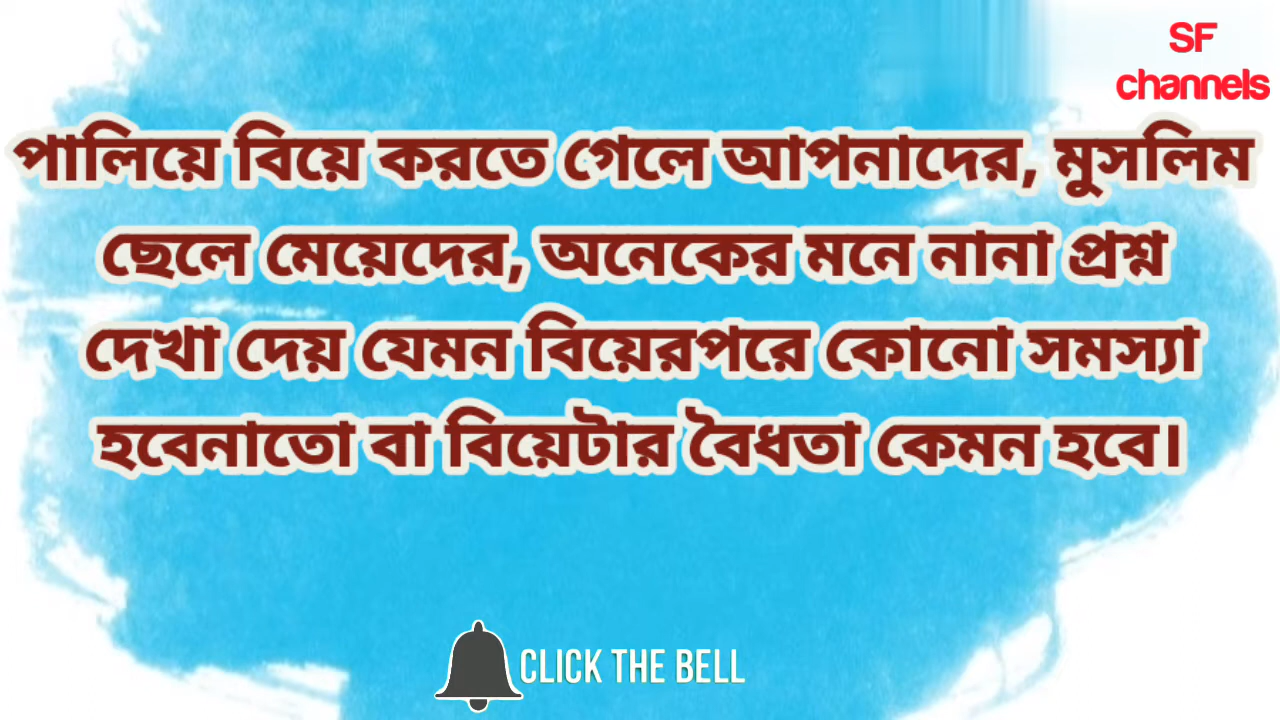 SF
channels
পালিয়ে বিয়ে করতে গেলে আপনাদের, মুসলিম
ছেলে মেয়েদের, অনেকের মনে নানা প্রশ্ন
দেখা দেয় যেমন বিয়েরপরে কোনো সমস্যা
হবেনাতো বা বিয়েটার বৈধতা কেমন হবে।
CLICK THE BELL